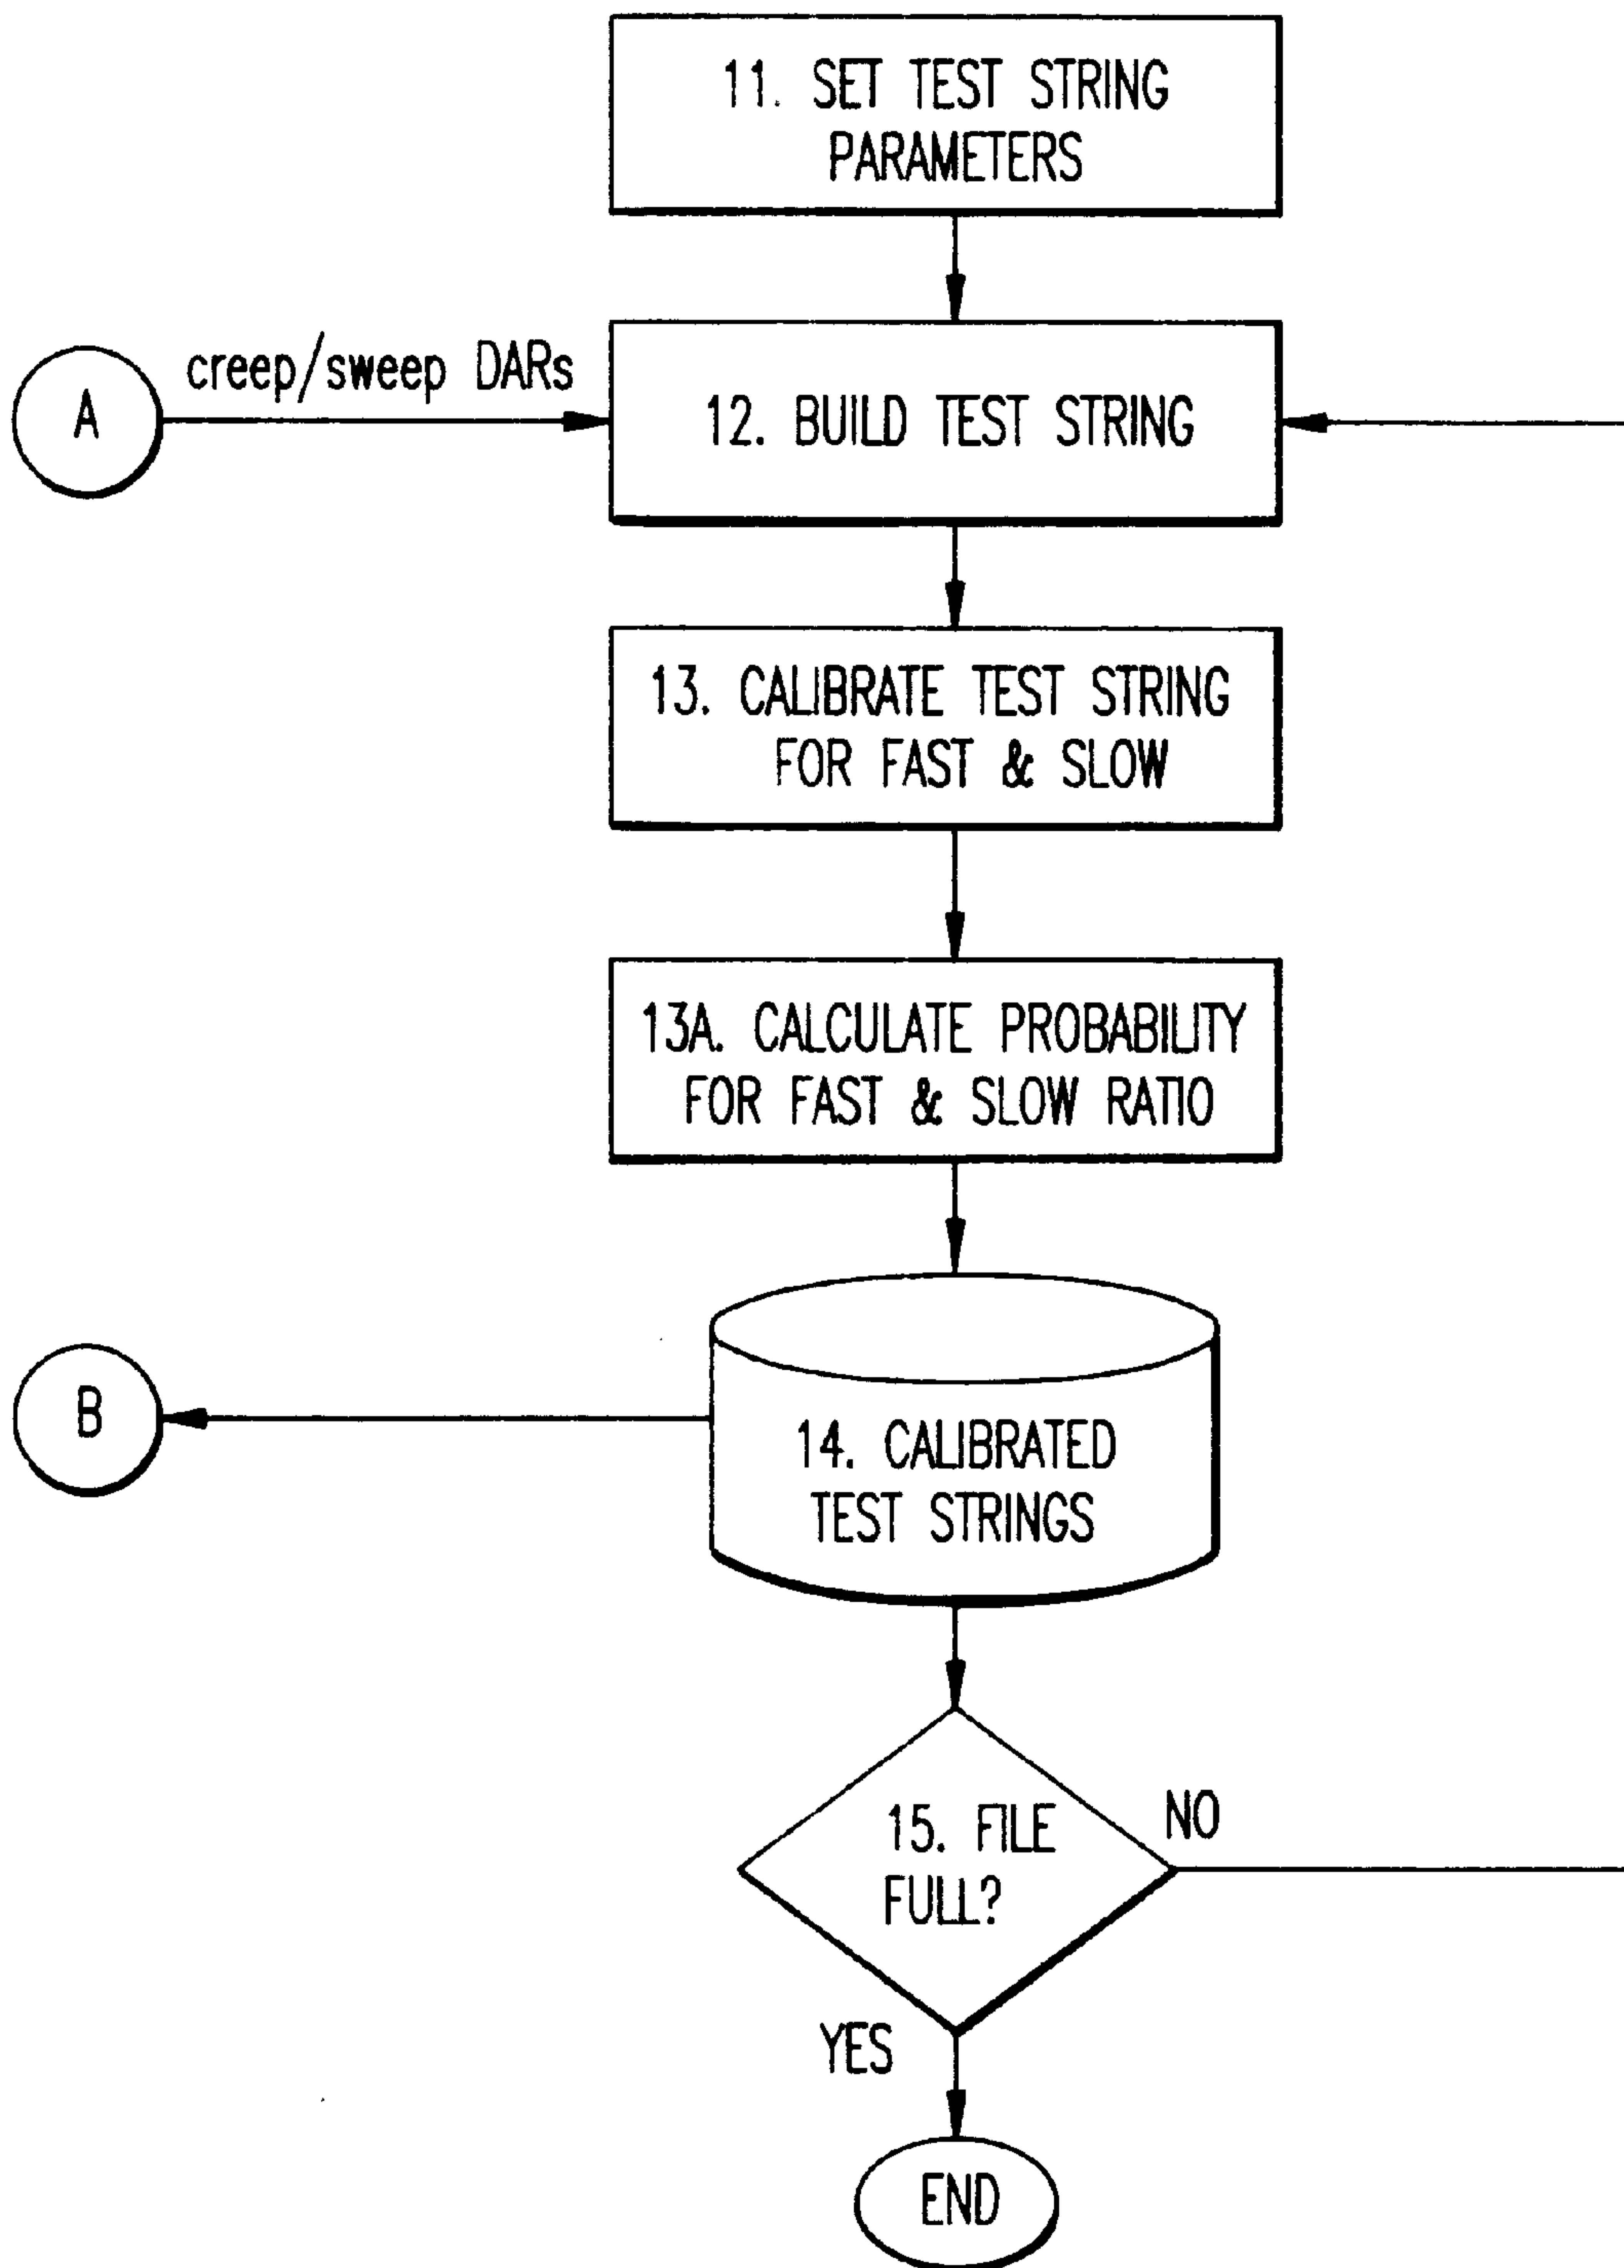 11. SET TEST STRING
PARAMETERS
creep/sweep DARs
A
12. BUILD TEST STRING
13. CALIBRATE TEST STRING
FOR FAST & SLOW
13A. CALCULATE PROBABILITY
FOR FAST & SLOW RATIO
B
14. CALIBRATED
TEST STRINGS
15. FILE
FULL?
NO
YES
END